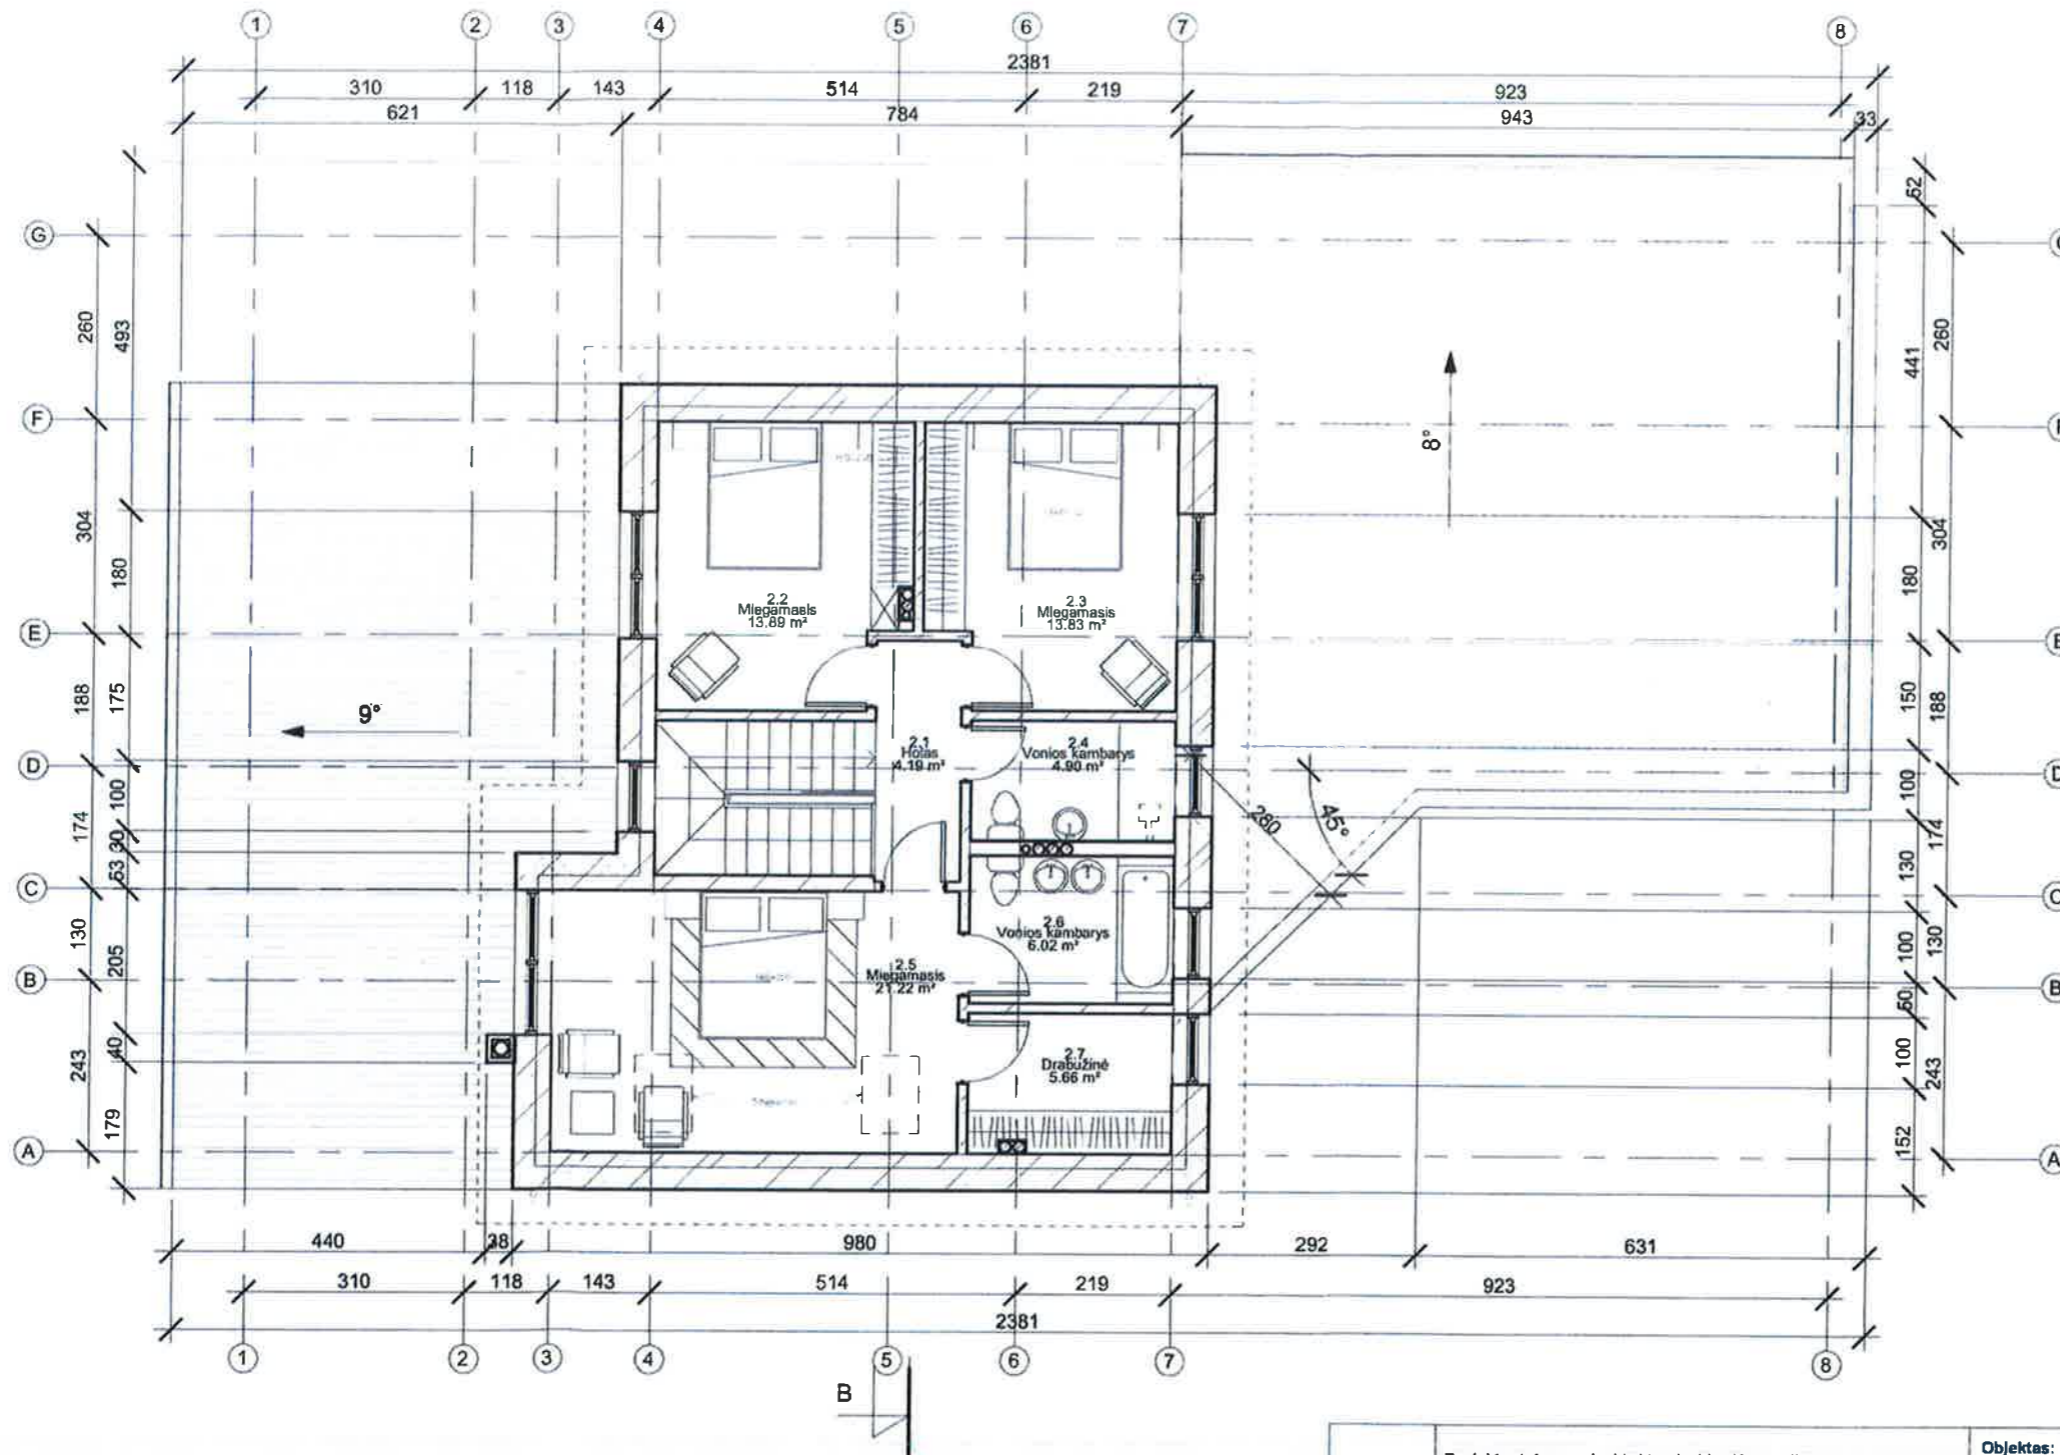 1 2 3 4 5 6 7 8
2381
310 118 143 514 219 923
621 784 943 33
52
G
260 493 441 260
F F
8°
304 180 304 180
2.2
Miegamasis
13.89 m²
2.3
Miegamasis
13.83 m²
E E
188 175 150 188
9°
2.1
Holas
4.19 m²
2.4
Vonios kambarys
4.90 m²
D D
174 100 30 63 100 174 130
280 45°
C
2.6
Vonios kambarys
6.02 m²
130 205 100 130
2.5
Miegamasis
21.22 m²
B B
50
2.7
Drabužinė
5.66 m²
243 40 179 100 243 152
A A
440 38 980 292 631
310 118 143 514 219 923
2381
1 2 3 4 5 6 7 8
B
Objektas: